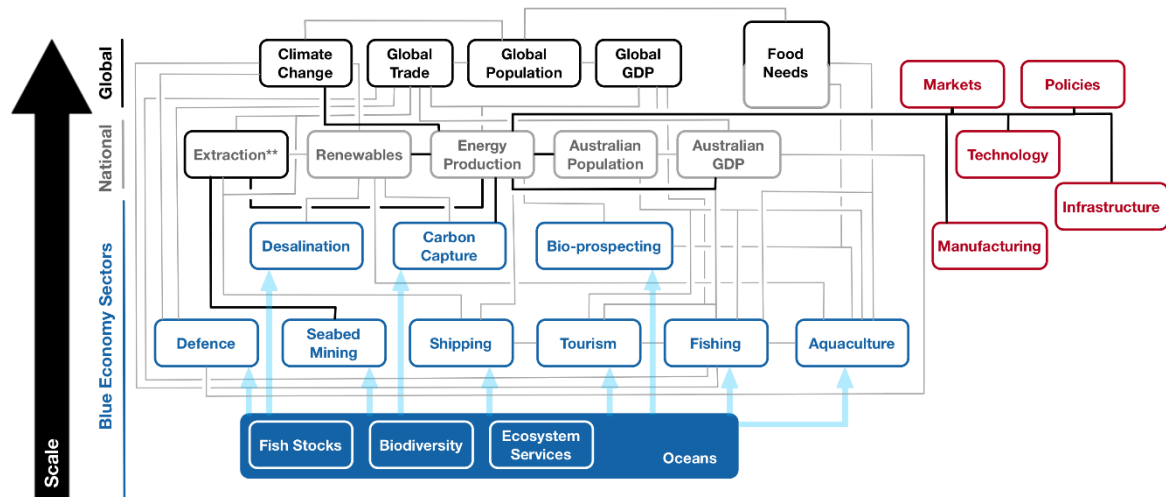 Scale
Global
National
Blue Economy Sectors
Climate
Change
Global
Trade
Global
Population
Global
GDP
Food
Needs
Markets
Policies
Extraction**
Renewables
Energy
Production
Australian
Population
Australian
GDP
Technology
Infrastructure
Manufacturing
Desalination
Carbon
Capture
Bio-prospecting
Defence
Seabed
Mining
Shipping
Tourism
Fishing
Aquaculture
Fish Stocks
Biodiversity
Ecosystem
Services
Oceans